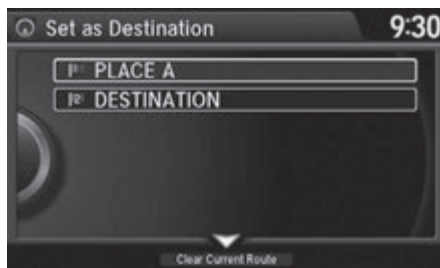 Set as Destination
9:30
PLACE A
DESTINATION
Clear Current Route